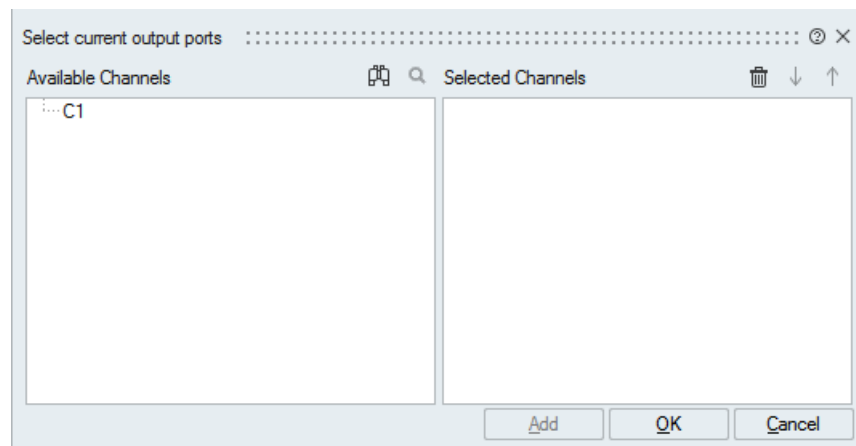 Select current output ports
Available Channels
Selected Channels
C1
Add
OK
Cancel